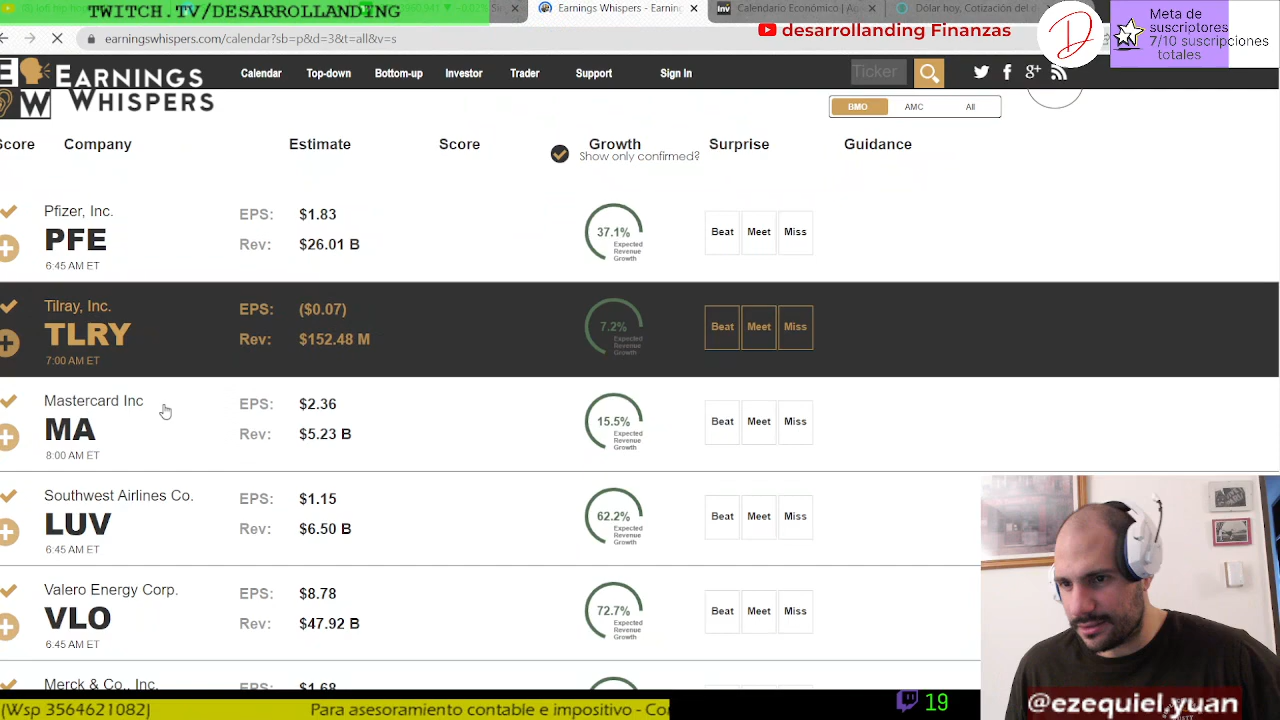 TWITCH.TV/DESARROLLANDING
Earnings Whispers - Earning
Calendario Económico | A
Dólar hoy, Cotización del d
earningswhispers.com/calendar?sb=p&d=3&t=all&v=s
desarrollanding Finanzas
Meta de
suscriptores
7/10 suscripciones
totales
EARNINGS
WHISPERS
Calendar
Top-down
Bottom-up
Investor
Trader
Support
Sign In
Ticker
BMO
AMC
All
Score
Company
Estimate
Score
Growth
Surprise
Guidance
Show only confirmed?
Pfizer, Inc.
PFE
6:45 AM ET
EPS: $1.83
Rev: $26.01 B
37.1%
Expected
Revenue
Growth
Beat Meet Miss
Tilray, Inc.
TLRY
7:00 AM ET
EPS: ($0.07)
Rev: $152.48 M
7.2%
Expected
Revenue
Growth
Beat Meet Miss
Mastercard Inc
MA
8:00 AM ET
EPS: $2.36
Rev: $5.23 B
15.5%
Expected
Revenue
Growth
Beat Meet Miss
Southwest Airlines Co.
LUV
6:45 AM ET
EPS: $1.15
Rev: $6.50 B
62.2%
Expected
Revenue
Growth
Beat Meet Miss
Valero Energy Corp.
VLO
6:45 AM ET
EPS: $8.78
Rev: $47.92 B
72.7%
Expected
Revenue
Growth
Beat Meet Miss
Merck & Co., Inc.
EPS: $1.68
(Wsp 3564621082)
Para asesoramiento contable e impositivo - Co
19
@ezequiel.yuan